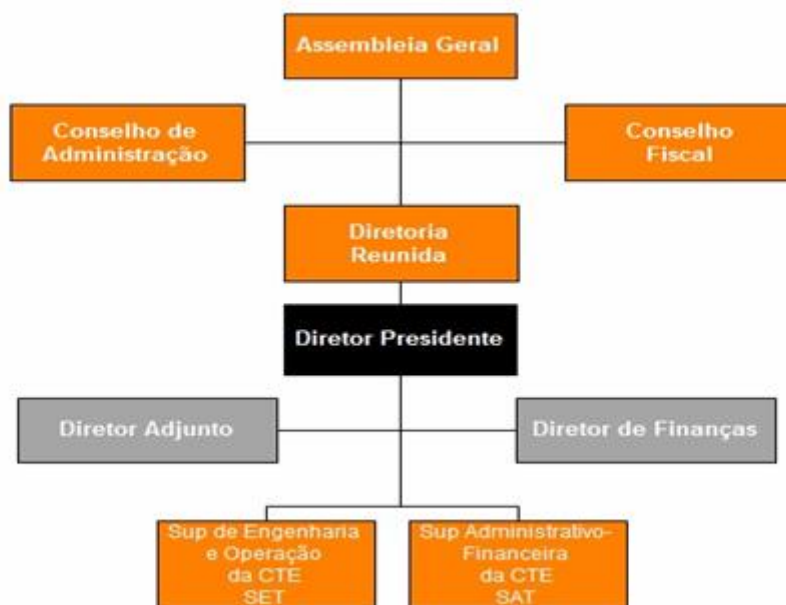 Assembleia Geral
Conselho de
Administração
Conselho
Fiscal
Diretoria
Reunida
Diretor Presidente
Diretor Adjunto
Diretor de Finanças
Sup de Engenharia
e Operação
da CTE
SET
Sup Administrativo-
Financeira
da CTE
SAT